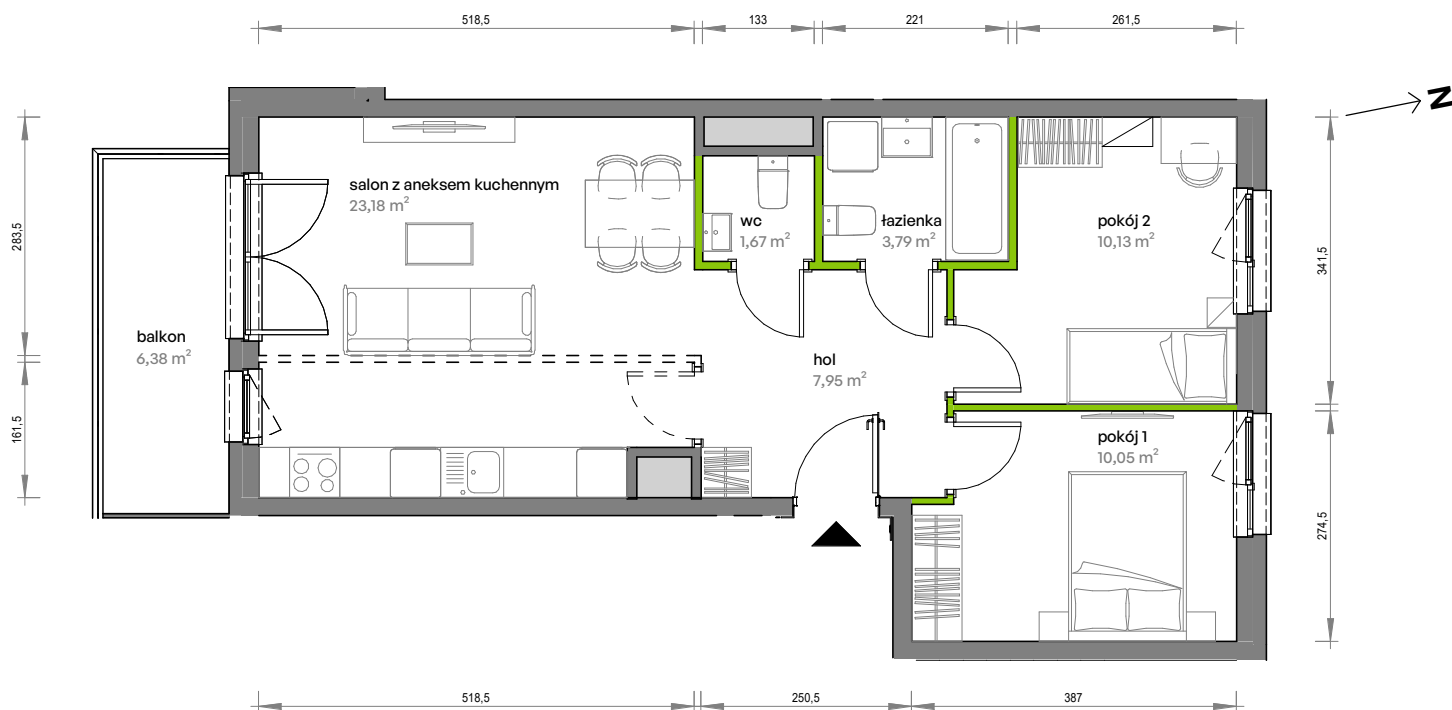 518,5
133
221
261,5
N
283,5
161,5
341,5
274,5
salon z aneksem kuchennym
23,18 m²
wc
1,67 m²
łazienka
3,79 m²
pokój 2
10,13 m²
balkon
6,38 m²
hol
7,95 m²
pokój 1
10,05 m²
518,5
250,5
387